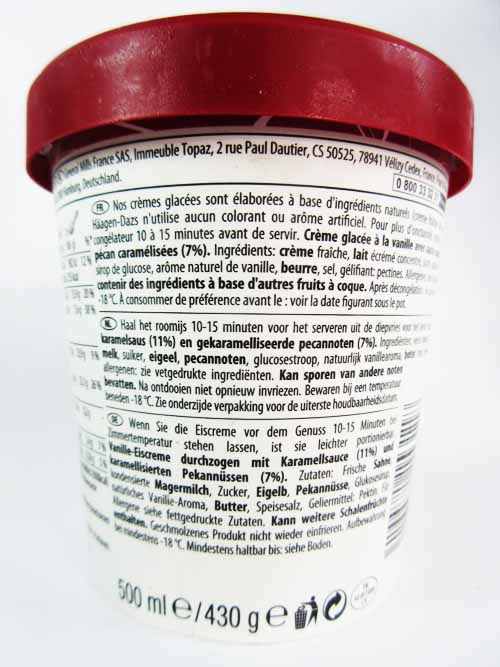 General Mills France SAS, Immeuble Topaz, 2 rue Paul Dautier, CS 50525, 78941 Vélizy Cedex, France
Hamburg, Deutschland.
0 800 33 32
FR Nos crèmes glacées sont élaborées à base d'ingrédients naturels
Häagen-Dazs n'utilise aucun colorant ou arôme artificiel. Pour plus d'onctuosité
congélateur 10 à 15 minutes avant de servir. Crème glacée à la vanille
pécan caramélisées (7%). Ingrédients: crème fraîche, lait écrémé concentré,
sirop de glucose, arôme naturel de vanille, beurre, sel, gélifiant: pectines. Allergènes,
contenir des ingrédients à base d'autres fruits à coque. Après décongélation,
-18°C. À consommer de préférence avant le : voir la date figurant sous le pot.
NL Haal het roomijs 10-15 minuten voor het serveren uit de diepvries
karamelsaus (11%) en gekaramelliseerde pecannoten (7%). Ingrediënten:
melk, suiker, eigeel, pecannoten, glucosestroop, natuurlijk vanillearoma, boter
allergenen: zie vetgedrukte ingrediënten. Kan sporen van andere noten
bevatten. Na ontdooien niet opnieuw invriezen. Bewaren bij een temperatuur
beneden -18°C. Zie onderzijde verpakking voor de uiterste houdbaarheidsdatum.
DE Wenn Sie die Eiscreme vor dem Genuss 10-15 Minuten bei
Zimmertemperatur stehen lassen, ist sie leichter portionierbar.
Vanille-Eiscreme durchzogen mit Karamellsauce (11%) und
karamellisierten Pekannüssen (7%). Zutaten: Frische Sahne,
kondensierte Magermilch, Zucker, Eigelb, Pekannüsse, Glukosesirup,
natürliches Vanille-Aroma, Butter, Speisesalz, Geliermittel: Pektin. Für
Allergene siehe fettgedruckte Zutaten. Kann weitere Schalenfrüchte
enthalten. Geschmolzenes Produkt nicht wieder einfrieren. Aufbewahrung
bei mindestens -18 °C. Mindestens haltbar bis: siehe Boden.
500 ml e/430 g e